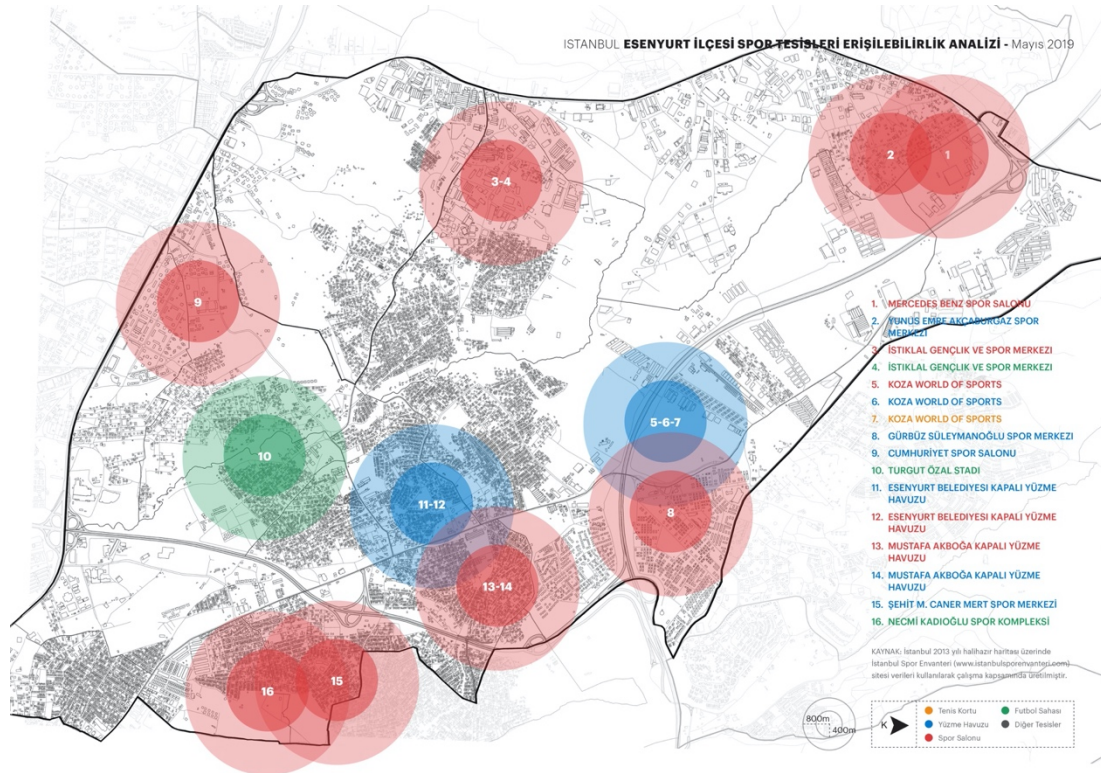 ISTANBUL ESENYURT İLÇESİ SPOR TESİSLERİ ERİŞİLEBİLİRLİK ANALİZİ - Mayıs 2019
2
1
3-4
9
5-6-7
10
11-12
8
13-14
16
15
1. MERCEDES BENZ SPOR SALONU
2. YUNUS EMRE AKÇABURGAZ SPOR
MERKEZİ
3. İSTİKLAL GENÇLİK VE SPOR MERKEZI
4. İSTİKLAL GENÇLİK VE SPOR MERKEZI
5. KOZA WORLD OF SPORTS
6. KOZA WORLD OF SPORTS
7. KOZA WORLD OF SPORTS
8. GÜRBÜZ SÜLEYMANOĞLU SPOR MERKEZI
9. CUMHURİYET SPOR SALONU
10. TURGUT ÖZAL STADI
11. ESENYURT BELEDİYESI KAPALI YÜZME
HAVUZU
12. ESENYURT BELEDİYESI KAPALI YÜZME
HAVUZU
13. MUSTAFA AKBOĞA KAPALI YÜZME
HAVUZU
14. MUSTAFA AKBOĞA KAPALI YÜZME
HAVUZU
15. ŞEHİT M. CANER MERT SPOR MERKEZİ
16. NECMİ KADIOĞLU SPOR KOMPLEKSİ
KAYNAK: İstanbul 2013 yılı halihazır haritası üzerinde
İstanbul Spor Envanteri (www.istanbulsporenvanteri.com)
sitesi verileri kullanılarak çalışma kapsamında üretilmiştir.
800m
400m
K
Tenis Kortu
Yüzme Havuzu
Spor Salonu
Futbol Sahası
Diğer Tesisler